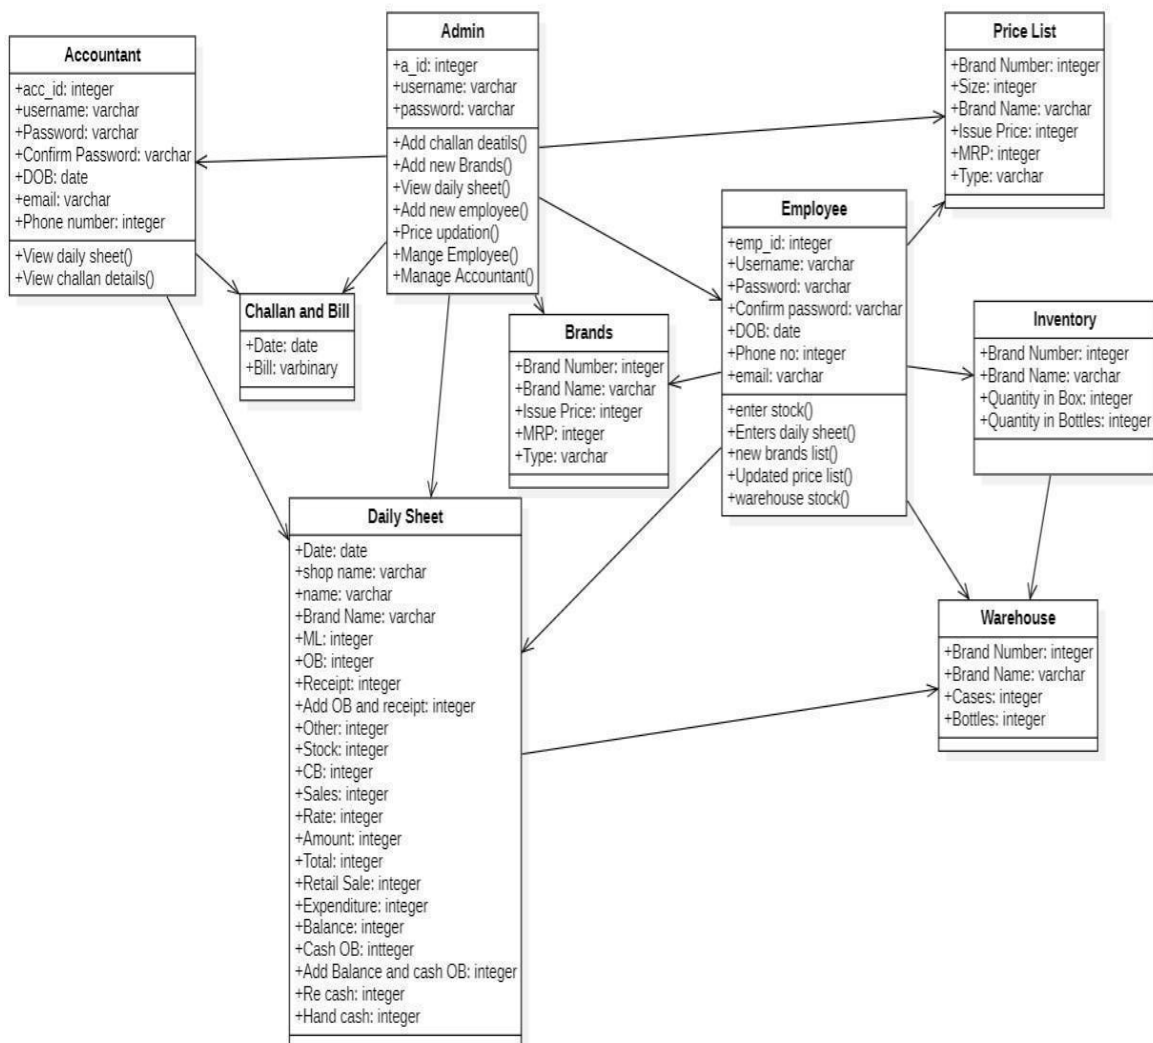 Accountant
+acc_id: integer
+username: varchar
+Password: varchar
+Confirm Password: varchar
+DOB: date
+email: varchar
+Phone number: integer
+View daily sheet()
+View challan details()
Admin
+a_id: integer
+username: varchar
+password: varchar
+Add challan deatils()
+Add new Brands()
+View daily sheet()
+Add new employee()
+Price updation()
+Mange Employee()
+Manage Accountant()
Price List
+Brand Number: integer
+Size: integer
+Brand Name: varchar
+Issue Price: integer
+MRP: integer
+Type: varchar
Employee
+emp_id: integer
+Username: varchar
+Password: varchar
+Confirm password: varchar
+DOB: date
+Phone no: integer
+email: varchar
+enter stock()
+Enters daily sheet()
+new brands list()
+Updated price list()
+warehouse stock()
Challan and Bill
+Date: date
+Bill: varbinary
Brands
+Brand Number: integer
+Brand Name: varchar
+Issue Price: integer
+MRP: integer
+Type: varchar
Inventory
+Brand Number: integer
+Brand Name: varchar
+Quantity in Box: integer
+Quantity in Bottles: integer
Daily Sheet
+Date: date
+shop name: varchar
+name: varchar
+Brand Name: varchar
+ML: integer
+OB: integer
+Receipt: integer
+Add OB and receipt: integer
+Other: integer
+Stock: integer
+CB: integer
+Sales: integer
+Rate: integer
+Amount: integer
+Total: integer
+Retail Sale: integer
+Expenditure: integer
+Balance: integer
+Cash OB: intteger
+Add Balance and cash OB: integer
+Re cash: integer
+Hand cash: integer
Warehouse
+Brand Number: integer
+Brand Name: varchar
+Cases: integer
+Bottles: integer